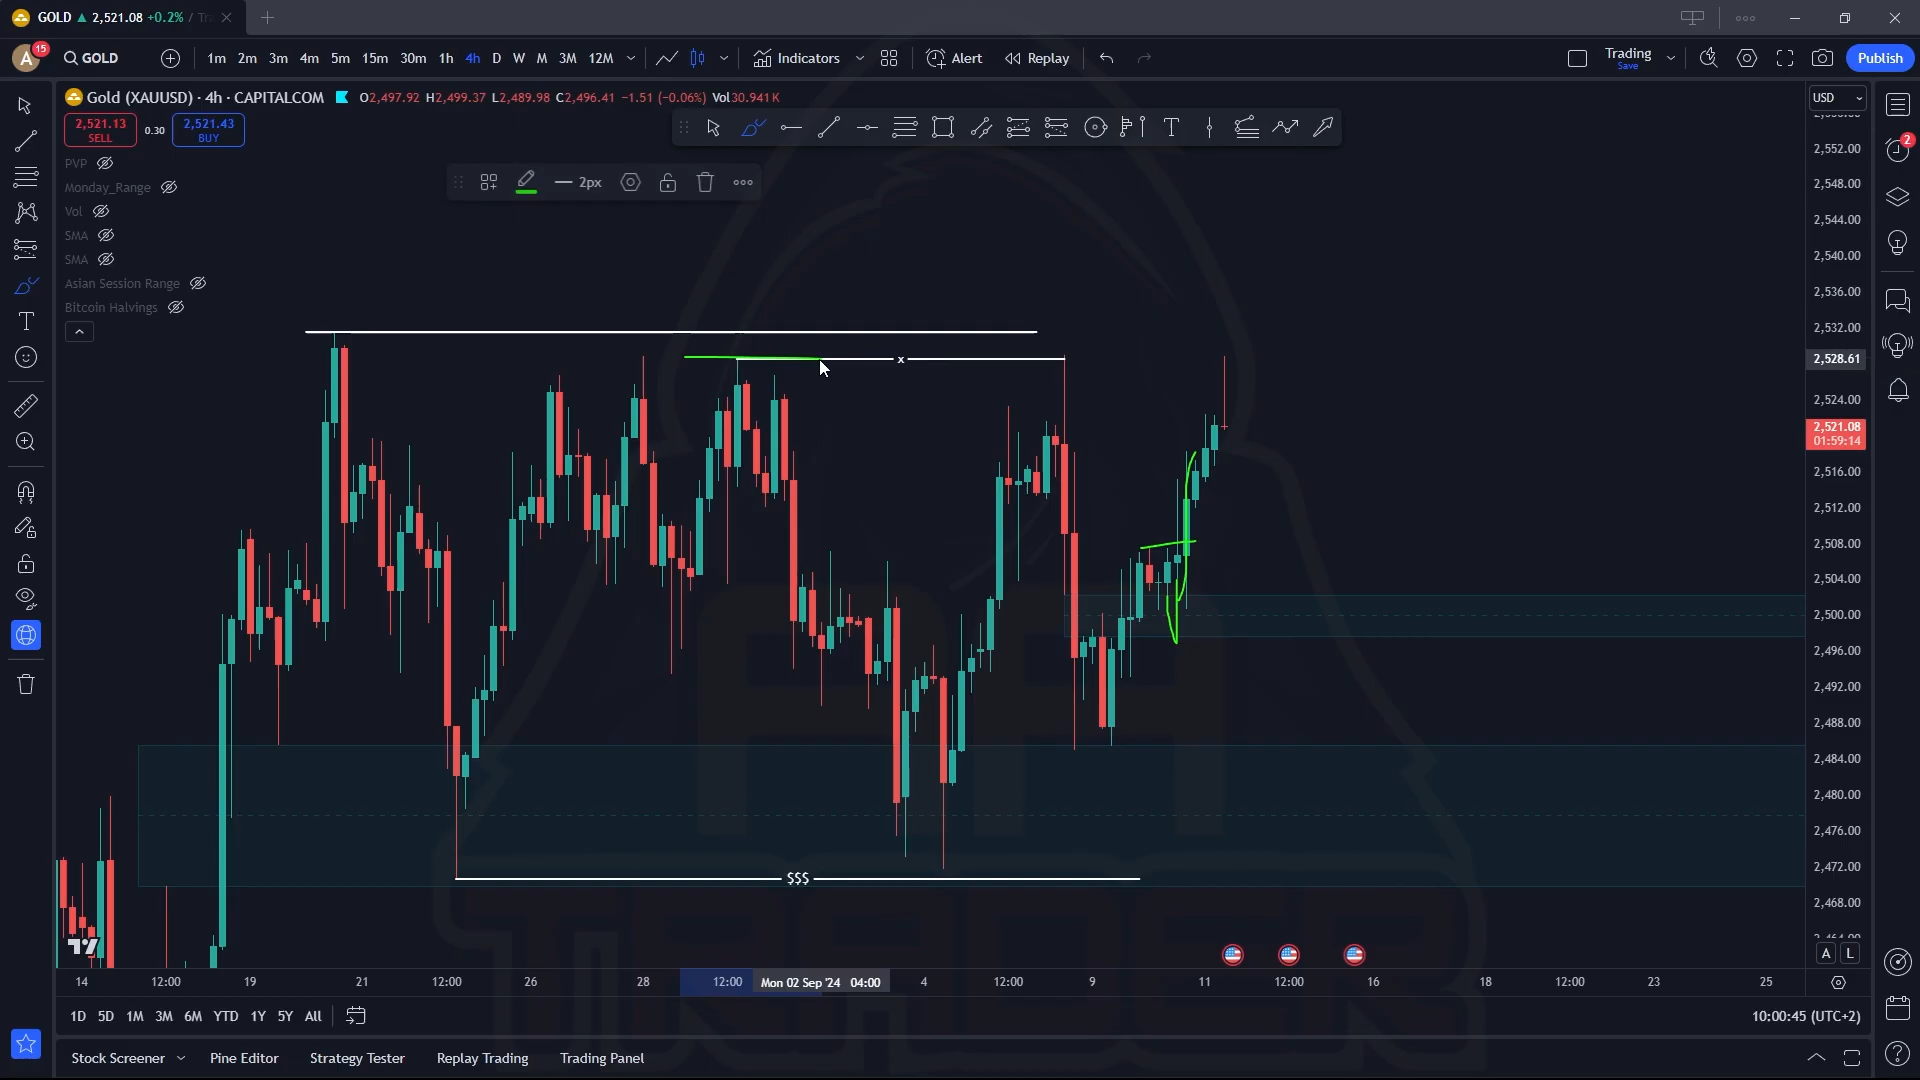 GOLD ▲ 2,521.08 +0.2% / Tr
A 15 GOLD 1m 2m 3m 4m 5m 15m 30m 1h 4h D W M 3M 12M Indicators Alert Replay Trading Save Publish
Gold (XAUUSD) · 4h · CAPITALCOM O2,497.92 H2,499.37 L2,489.98 C2,496.41 −1.51 (−0.06%) Vol30.941K
USD
2,521.13 SELL 0.30 2,521.43 BUY
PVP
Monday_Range
Vol
SMA
SMA
Asian Session Range
Bitcoin Halvings
2px
T
T
2
x
$$$
2,552.00
2,548.00
2,544.00
2,540.00
2,536.00
2,532.00
2,528.61
2,524.00
2,521.08
01:59:14
2,516.00
2,512.00
2,508.00
2,504.00
2,500.00
2,496.00
2,492.00
2,488.00
2,484.00
2,480.00
2,476.00
2,472.00
2,468.00
A L
14 12:00 19 21 12:00 26 28 12:00 Mon 02 Sep '24 04:00 4 12:00 9 11 12:00 16 18 12:00 23 25
1D 5D 1M 3M 6M YTD 1Y 5Y All 10:00:45 (UTC+2)
Stock Screener Pine Editor Strategy Tester Replay Trading Trading Panel
PA
TRADER